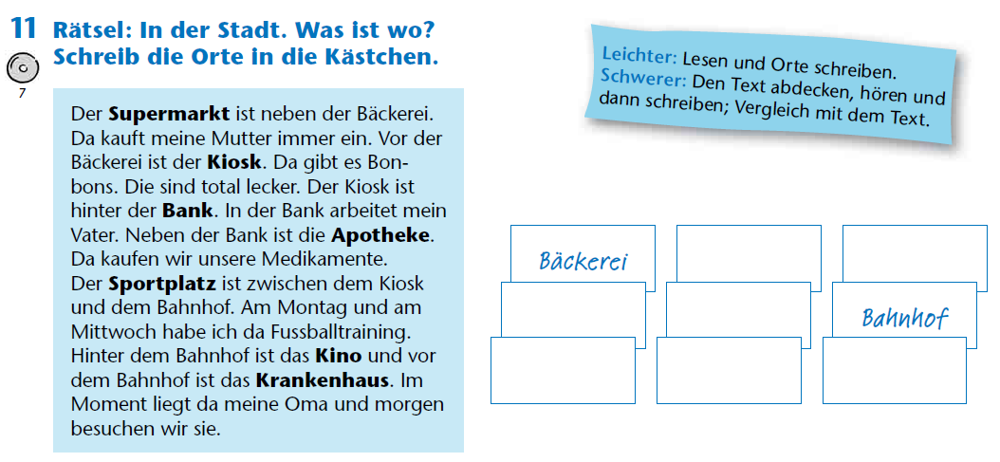 11 Rätsel: In der Stadt. Was ist wo?
Schreib die Orte in die Kästchen.
7
Der Supermarkt ist neben der Bäckerei.
Da kauft meine Mutter immer ein. Vor der
Bäckerei ist der Kiosk. Da gibt es Bon-
bons. Die sind total lecker. Der Kiosk ist
hinter der Bank. In der Bank arbeitet mein
Vater. Neben der Bank ist die Apotheke.
Da kaufen wir unsere Medikamente.
Der Sportplatz ist zwischen dem Kiosk
und dem Bahnhof. Am Montag und am
Mittwoch habe ich da Fussballtraining.
Hinter dem Bahnhof ist das Kino und vor
dem Bahnhof ist das Krankenhaus. Im
Moment liegt da meine Oma und morgen
besuchen wir sie.
Leichter: Lesen und Orte schreiben.
Schwerer: Den Text abdecken, hören und
dann schreiben; Vergleich mit dem Text.
Bäckerei
Bahnhof